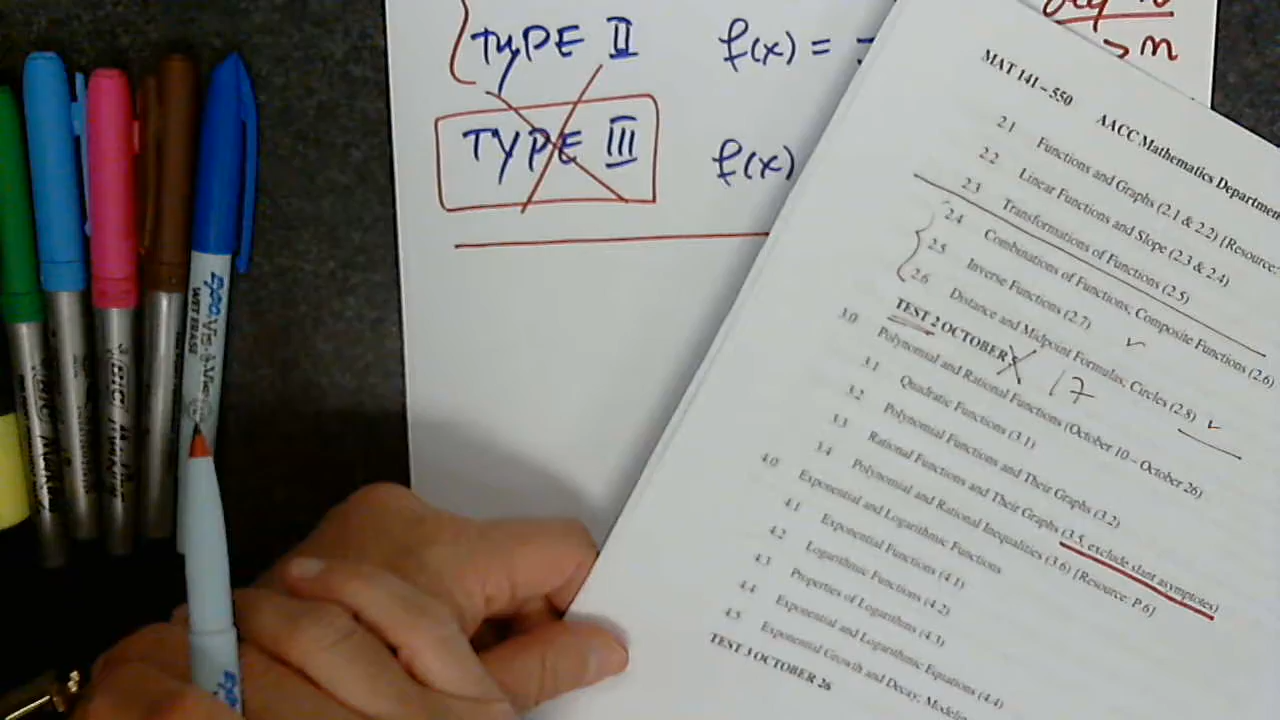 TYPE II f(x) =
TYPE III f(x)
> n
MAT 141 – 550 AACC Mathematics Departmen
2.1 Functions and Graphs (2.1 & 2.2) [Resource:
2.2 Linear Functions and Slope (2.3 & 2.4)
2.3 Transformations of Functions (2.5)
2.4 Combinations of Functions; Composite Functions (2.6)
2.5 Inverse Functions (2.7)
2.6 Distance and Midpoint Formulas; Circles (2.8)
TEST 2 OCTOBER 17
3.0 Polynomial and Rational Functions (October 10 – October 26)
3.1 Quadratic Functions (3.1)
3.2 Polynomial Functions and Their Graphs (3.2)
3.3 Rational Functions and Their Graphs (3.5, exclude slant asymptotes)
3.4 Polynomial and Rational Inequalities (3.6) [Resource: P.6]
4.0 Exponential and Logarithmic Functions
4.1 Exponential Functions (4.1)
4.2 Logarithmic Functions (4.2)
4.3 Properties of Logarithms (4.3)
4.4 Exponential and Logarithmic Equations (4.4)
4.5 Exponential Growth and Decay; Modelin
TEST 3 OCTOBER 26
EXPO VIS-À-VIS
WET ERASE
BIC Marking